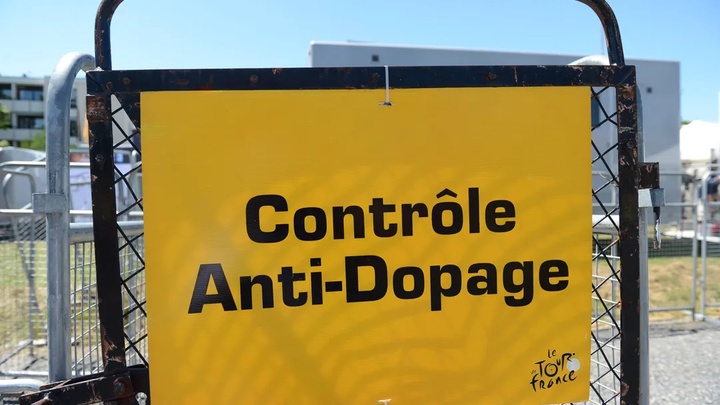 Contrôle
Anti-Dopage
le
Tour
de
france